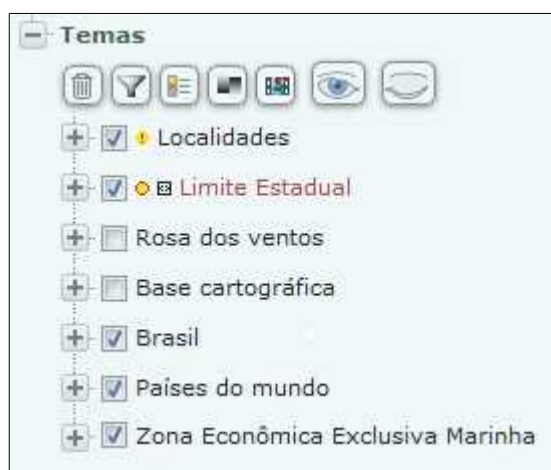 Temas
Localidades
Limite Estadual
Rosa dos ventos
Base cartográfica
Brasil
Países do mundo
Zona Econômica Exclusiva Marinha